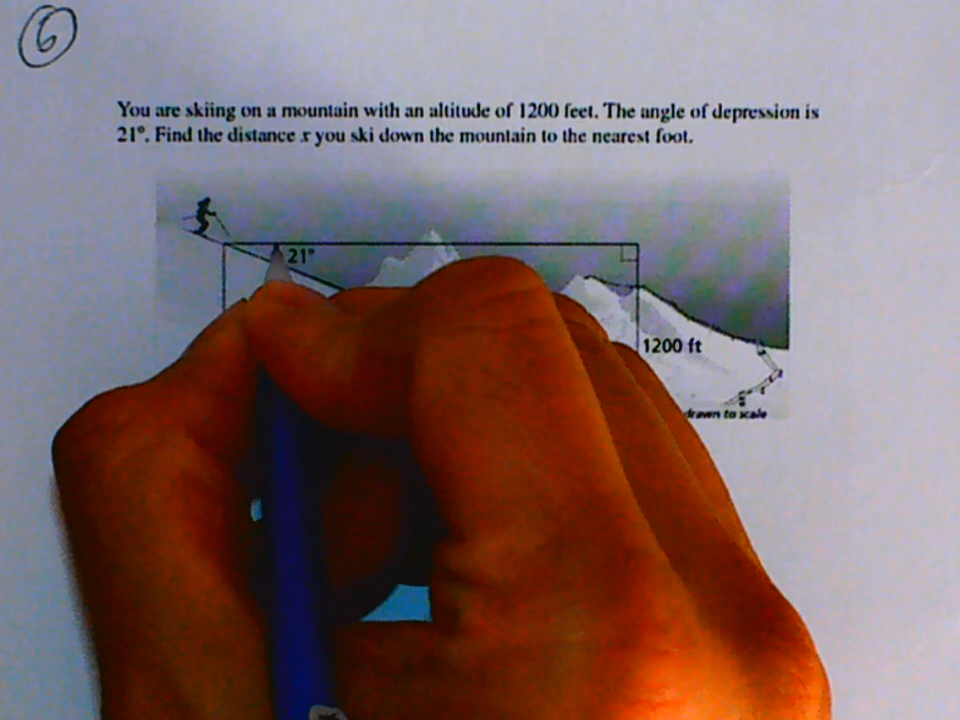 6
You are skiing on a mountain with an altitude of 1200 feet. The angle of depression is
21°. Find the distance x you ski down the mountain to the nearest foot.
21°
1200 ft
drawn to scale